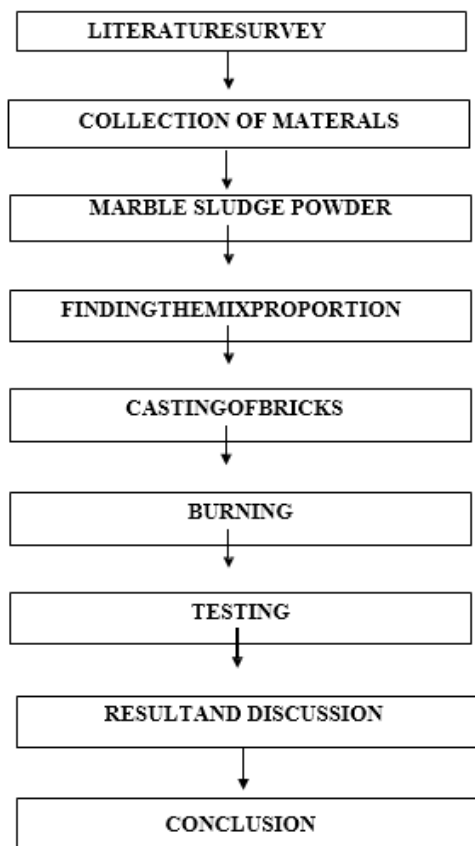 LITERATURESURVEY
COLLECTION OF MATERALS
MARBLE SLUDGE POWDER
FINDINGTHEMIXPROPORTION
CASTINGOFBRICKS
BURNING
TESTING
RESULTAND DISCUSSION
CONCLUSION